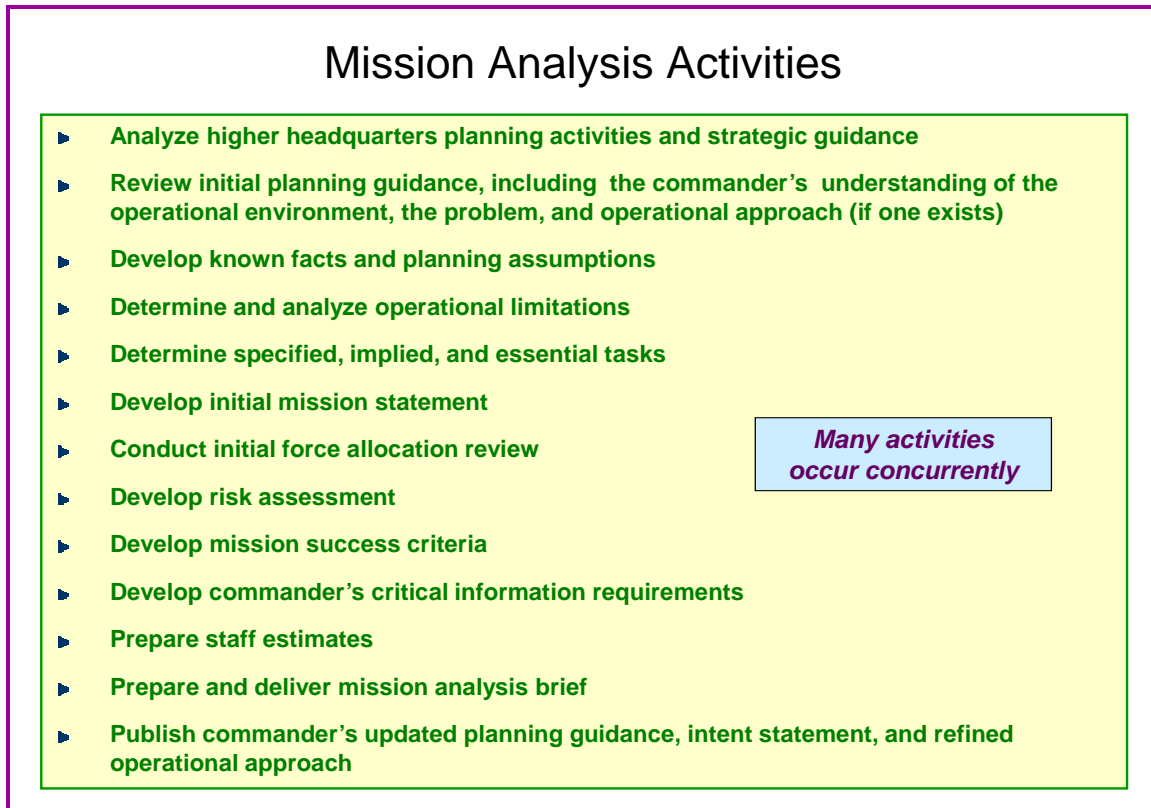 Mission Analysis Activities
Analyze higher headquarters planning activities and strategic guidance
Review initial planning guidance, including the commander’s understanding of the
operational environment, the problem, and operational approach (if one exists)
Develop known facts and planning assumptions
Determine and analyze operational limitations
Determine specified, implied, and essential tasks
Develop initial mission statement
Conduct initial force allocation review
Many activities
occur concurrently
Develop risk assessment
Develop mission success criteria
Develop commander’s critical information requirements
Prepare staff estimates
Prepare and deliver mission analysis brief
Publish commander’s updated planning guidance, intent statement, and refined
operational approach